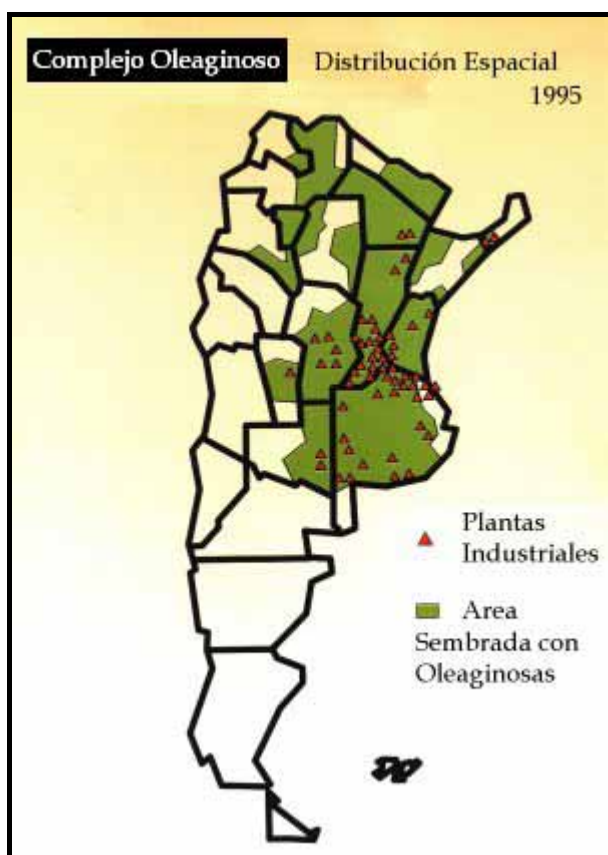 Complejo Oleaginoso
Distribución Espacial
1995
Plantas
Industriales
Area
Sembrada con
Oleaginosas